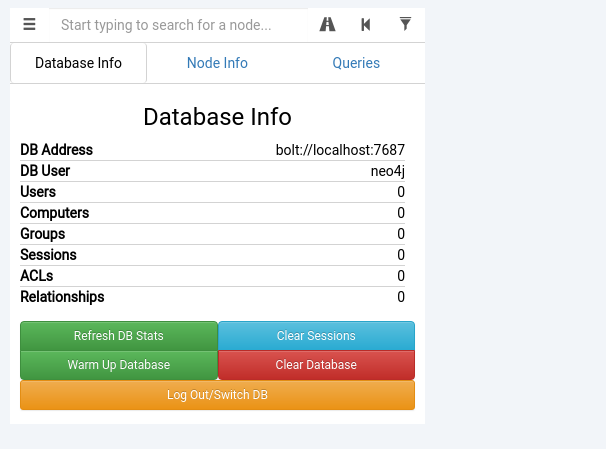 Start typing to search for a node...
Database Info Node Info Queries
Database Info
DB Address bolt://localhost:7687
DB User neo4j
Users 0
Computers 0
Groups 0
Sessions 0
ACLs 0
Relationships 0
Refresh DB Stats Clear Sessions
Warm Up Database Clear Database
Log Out/Switch DB